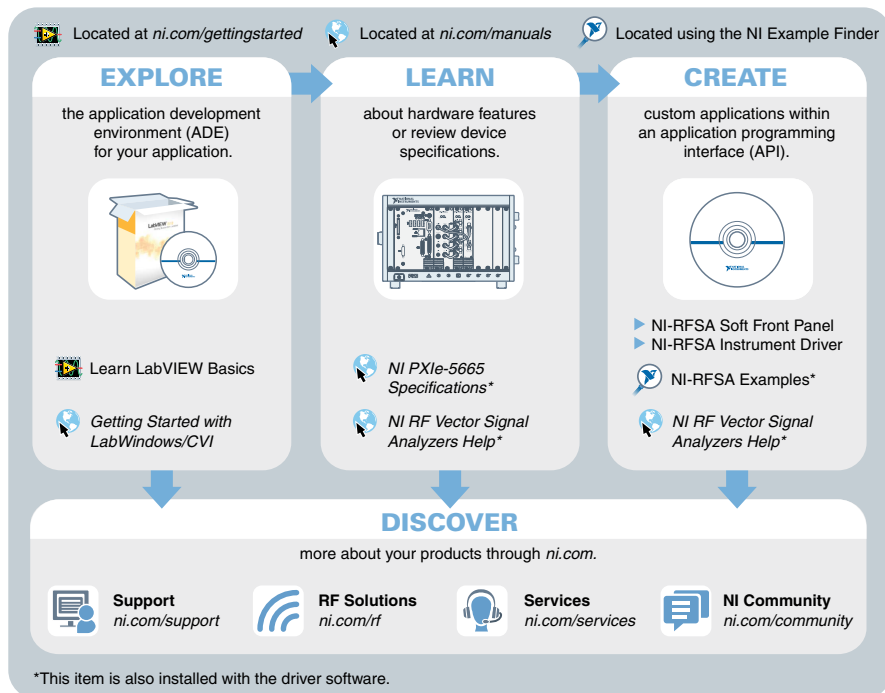 Located at ni.com/gettingstarted
Located at ni.com/manuals
Located using the NI Example Finder
EXPLORE
the application development
environment (ADE)
for your application.
LabVIEW
Learn LabVIEW Basics
Getting Started with
LabWindows/CVI
LEARN
about hardware features
or review device
specifications.
NI PXIe-5665
Specifications*
NI RF Vector Signal
Analyzers Help*
CREATE
custom applications within
an application programming
interface (API).
NI-RFSA Soft Front Panel
NI-RFSA Instrument Driver
NI-RFSA Examples*
NI RF Vector Signal
Analyzers Help*
DISCOVER
more about your products through ni.com.
Support
ni.com/support
RF Solutions
ni.com/rf
Services
ni.com/services
NI Community
ni.com/community
*This item is also installed with the driver software.